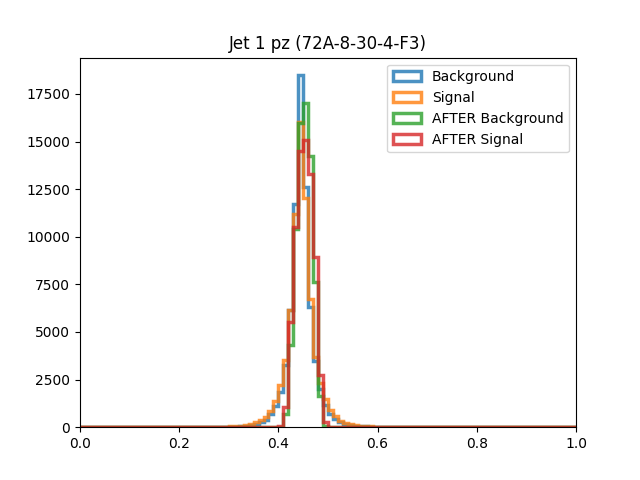 Jet 1 pz (72A-8-30-4-F3)
Background
Signal
AFTER Background
AFTER Signal
17500
15000
12500
10000
7500
5000
2500
0
0.0 0.2 0.4 0.6 0.8 1.0